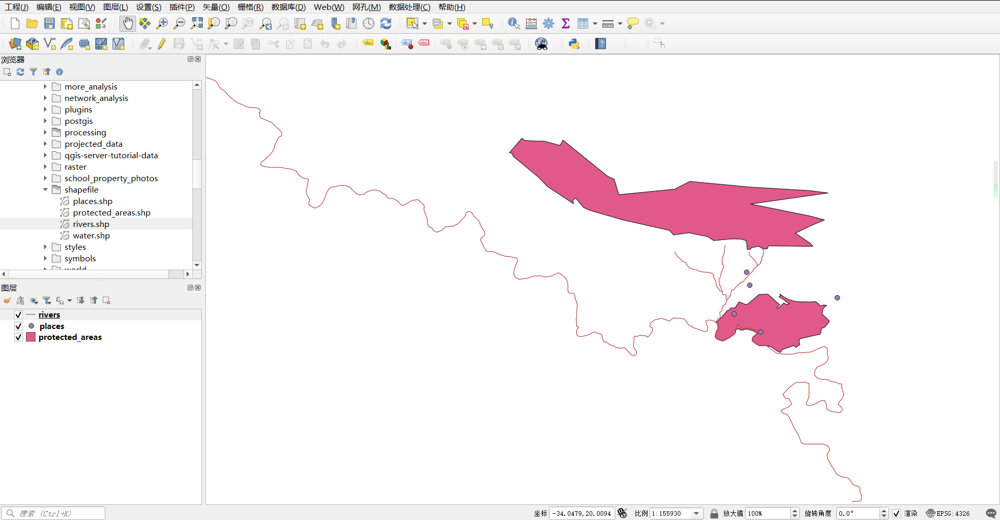 工程(J) 编辑(E) 视图(V) 图层(L) 设置(S) 插件(P) 矢量(O) 栅格(R) 数据库(D) Web(W) 网孔(M) 数据处理(C) 帮助(H)
浏览器
more_analysis
network_analysis
plugins
postgis
processing
projected_data
qgis-server-tutorial-data
raster
school_property_photos
shapefile
places.shp
protected_areas.shp
rivers.shp
water.shp
styles
symbols
world
图层
rivers
places
protected_areas
搜索 (Ctrl+K) 坐标 -34.0479,20.0094 比例 1:155930 放大镜 100% 旋转角度 0.0° 渲染 EPSG:4326